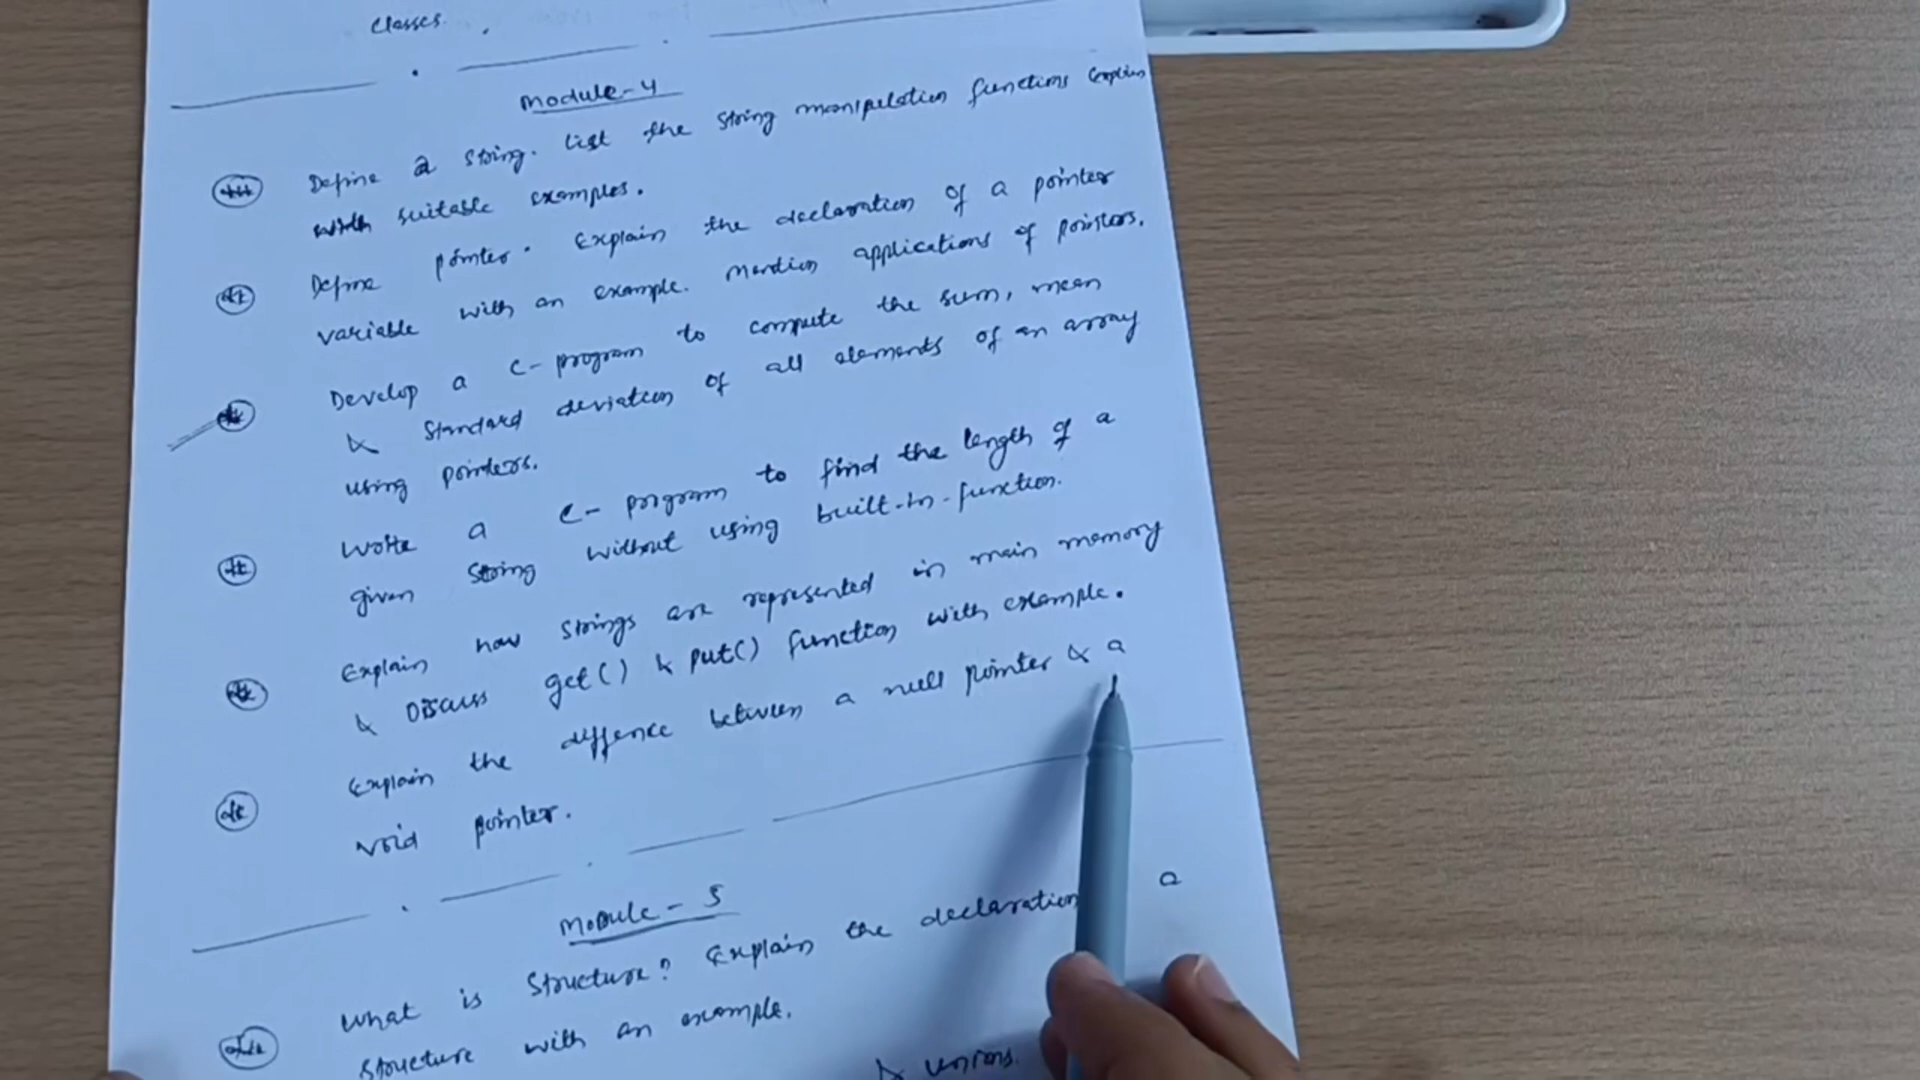 Classes.
Module-4
Define a string. List the string manipulation functions explain
with suitable examples.
Define pointer. Explain the declaration of a pointer
variable with an example. Mention applications of pointers.
Develop a C-program to compute the sum, mean
& Standard deviation of all elements of an array
using pointers.
Write a C-program to find the length of a
given string without using built-in-function.
Explain how strings are represented in main memory
& Discuss get() & put() function with example.
Explain the diffence between a null pointer & a
void pointer.
Module-5
What is structure? Explain the declaration a
structure with an example.
& unions.